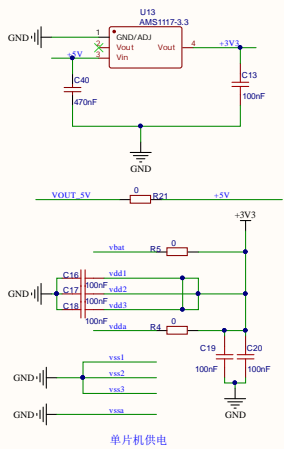 U13
AMS1117-3.3
GND
1
GND/ADJ
2
Vout
Vout
4
+3V3
+5V
3
Vin
C40
470nF
C13
100nF
GND
VOUT_5V
0
R21
+5V
+3V3
vbat
R5
0
C16
vdd1
100nF
GND
C17
vdd2
100nF
C18
vdd3
100nF
vdda
R4
0
C19
C20
100nF
100nF
vss1
GND
vss2
vss3
GND
GND
vssa
单片机供电